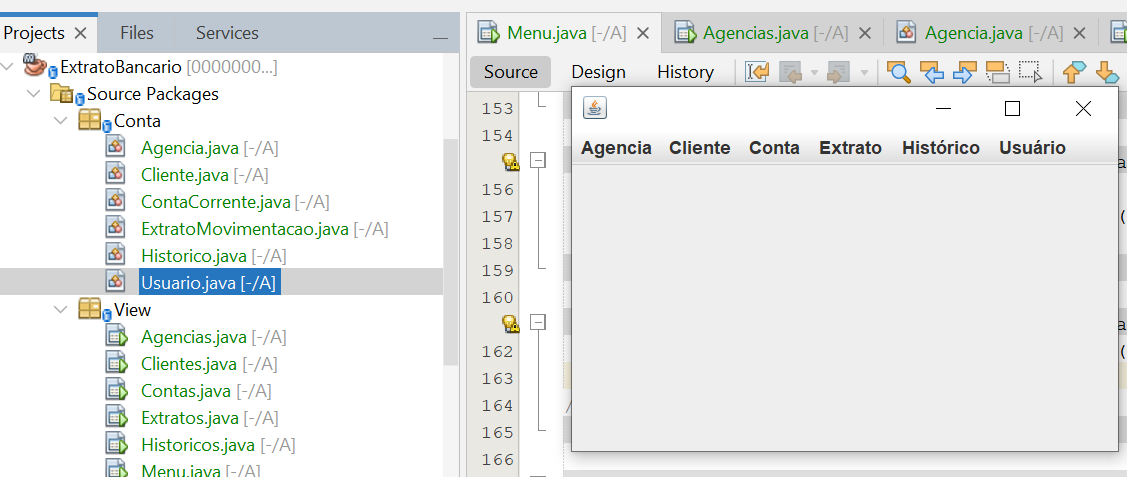 Projects Files Services
ExtratoBancario [0000000...]
Source Packages
Conta
Agencia.java [-/A]
Cliente.java [-/A]
ContaCorrente.java [-/A]
ExtratoMovimentacao.java [-/A]
Historico.java [-/A]
Usuario.java [-/A]
View
Agencias.java [-/A]
Clientes.java [-/A]
Contas.java [-/A]
Extratos.java [-/A]
Historicos.java [-/A]
Menu.java [-/A]
Menu.java [-/A] Agencias.java [-/A] Agencia.java [-/A]
Source Design History
153
154
156
157
158
159
160
162
163
164
165
166
Agencia Cliente Conta Extrato Histórico Usuário